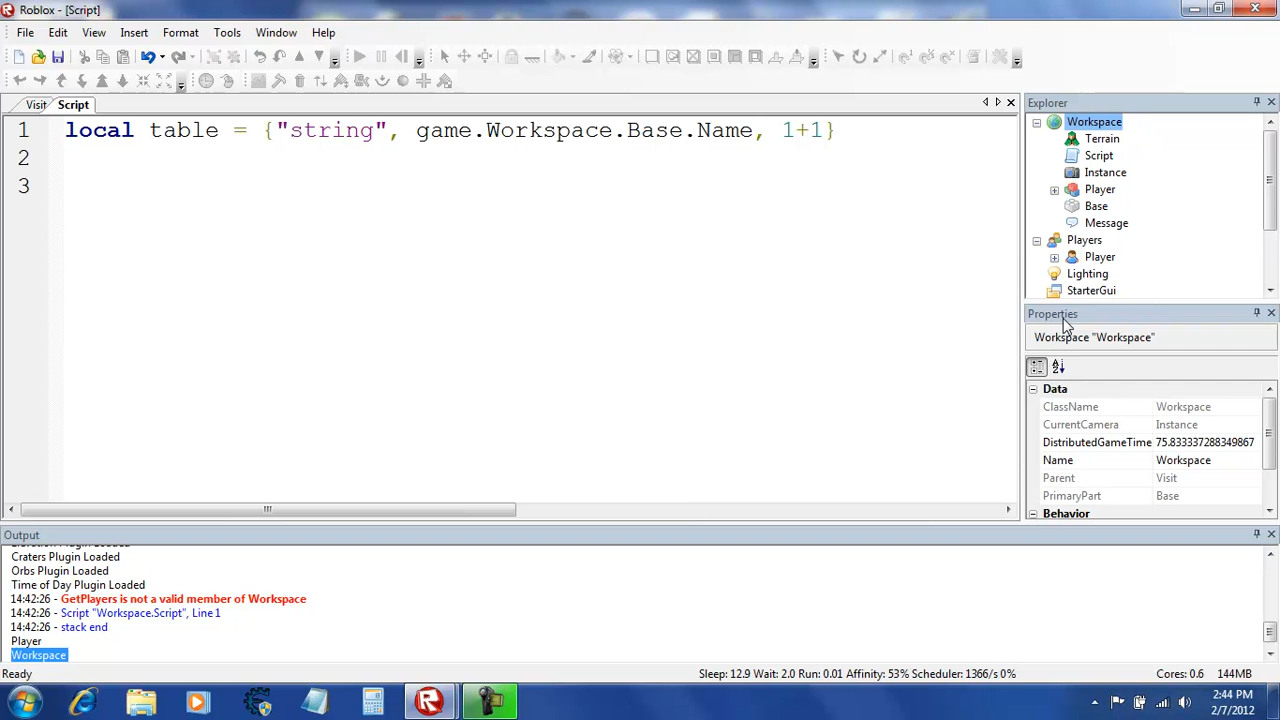 Roblox - [Script]
File Edit View Insert Format Tools Window Help
Visit Script
1 local table = {"string", game.Workspace.Base.Name, 1+1}
2
3
Explorer
Workspace
Terrain
Script
Instance
Player
Base
Message
Players
Player
Lighting
StarterGui
Properties
Workspace "Workspace"
Data
ClassName Workspace
CurrentCamera Instance
DistributedGameTime 75.833337288349867
Name Workspace
Parent Visit
PrimaryPart Base
Behavior
Output
Craters Plugin Loaded
Orbs Plugin Loaded
Time of Day Plugin Loaded
14:42:26 - GetPlayers is not a valid member of Workspace
14:42:26 - Script "Workspace.Script", Line 1
14:42:26 - stack end
Player
Workspace
Ready Sleep: 12.9 Wait: 2.0 Run: 0.01 Affinity: 53% Scheduler: 1366/s 0% Cores: 0.6 144MB
2:44 PM
2/7/2012